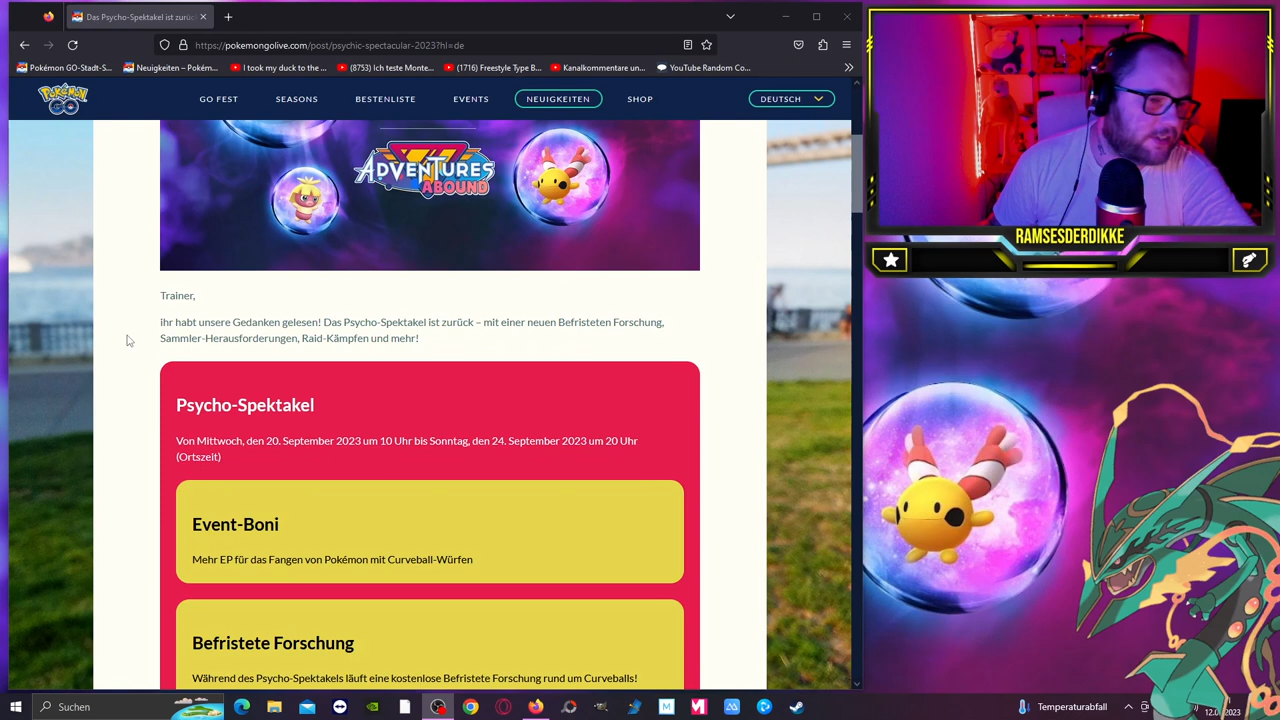 Das Psycho-Spektakel ist zurück
https://pokemongolive.com/post/psychic-spectacular-2023?hl=de
Pokémon GO-Stadt-S...
Neuigkeiten – Pokém...
I took my duck to the ...
(8753) Ich teste heute...
(1716) Freestyle Type B...
Kanalkommentare un...
YouTube Random Co...
POKÉMON GO
GO FEST
SEASONS
BESTENLISTE
EVENTS
NEUIGKEITEN
SHOP
DEUTSCH
ADVENTURES
ABOUND
Trainer,
ihr habt unsere Gedanken gelesen! Das Psycho-Spektakel ist zurück – mit einer neuen Befristeten Forschung,
Sammler-Herausforderungen, Raid-Kämpfen und mehr!
Psycho-Spektakel
Von Mittwoch, den 20. September 2023 um 10 Uhr bis Sonntag, den 24. September 2023 um 20 Uhr
(Ortszeit)
Event-Boni
Mehr EP für das Fangen von Pokémon mit Curveball-Würfen
Befristete Forschung
Während des Psycho-Spektakels läuft eine kostenlose Befristete Forschung rund um Curveballs!
RAMSESDERDIKKE
Suchen
Temperaturabfall